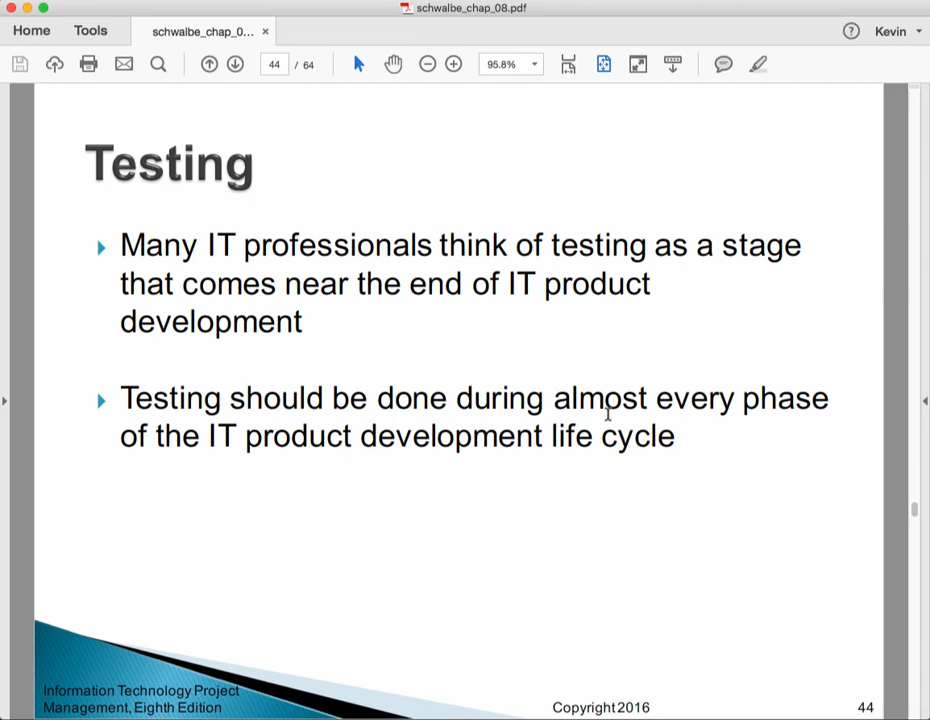 schwalbe_chap_08.pdf
Home Tools schwalbe_chap_0... × ? Kevin
44 / 64 95.8%
Testing
Many IT professionals think of testing as a stage
that comes near the end of IT product
development
Testing should be done during almost every phase
of the IT product development life cycle
Information Technology Project
Management, Eighth Edition Copyright 2016 44